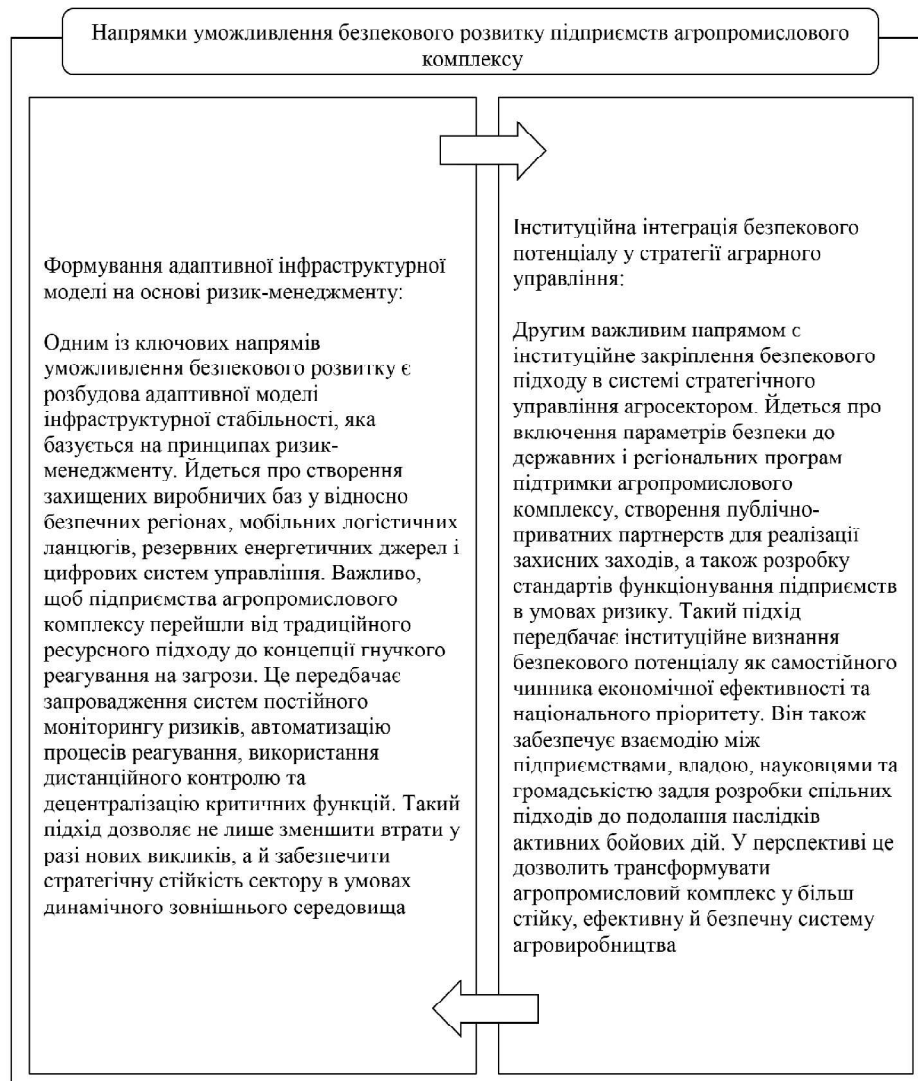 Напрямки уможливлення безпекового розвитку підприємств агропромислового
комплексу
Формування адаптивної інфраструктурної
моделі на основі ризик-менеджменту:
Одним із ключових напрямів
уможливлення безпекового розвитку є
розбудова адаптивної моделі
інфраструктурної стабільності, яка
базується на принципах ризик-
менеджменту. Йдеться про створення
захищених виробничих баз у відносно
безпечних регіонах, мобільних логістичних
ланцюгів, резервних енергетичних джерел і
цифрових систем управління. Важливо,
щоб підприємства агропромислового
комплексу перейшли від традиційного
ресурсного підходу до концепції гнучкого
реагування на загрози. Це передбачає
запровадження систем постійного
моніторингу ризиків, автоматизацію
процесів реагування, використання
дистанційного контролю та
децентралізацію критичних функцій. Такий
підхід дозволяє не лише зменшити втрати у
разі нових викликів, а й забезпечити
стратегічну стійкість сектору в умовах
динамічного зовнішнього середовища
Інституційна інтеграція безпекового
потенціалу у стратегії аграрного
управління:
Другим важливим напрямом є
інституційне закріплення безпекового
підходу в системі стратегічного
управління агросектором. Йдеться про
включення параметрів безпеки до
державних і регіональних програм
підтримки агропромислового
комплексу, створення публічно-
приватних партнерств для реалізації
захисних заходів, а також розробку
стандартів функціонування підприємств
в умовах ризику. Такий підхід
передбачає інституційне визнання
безпекового потенціалу як самостійного
чинника економічної ефективності та
національного пріоритету. Він також
забезпечує взаємодію між
підприємствами, владою, науковцями та
громадськістю задля розробки спільних
підходів до подолання наслідків
активних бойових дій. У перспективі це
дозволить трансформувати
агропромисловий комплекс у більш
стійку, ефективну й безпечну систему
агровиробництва